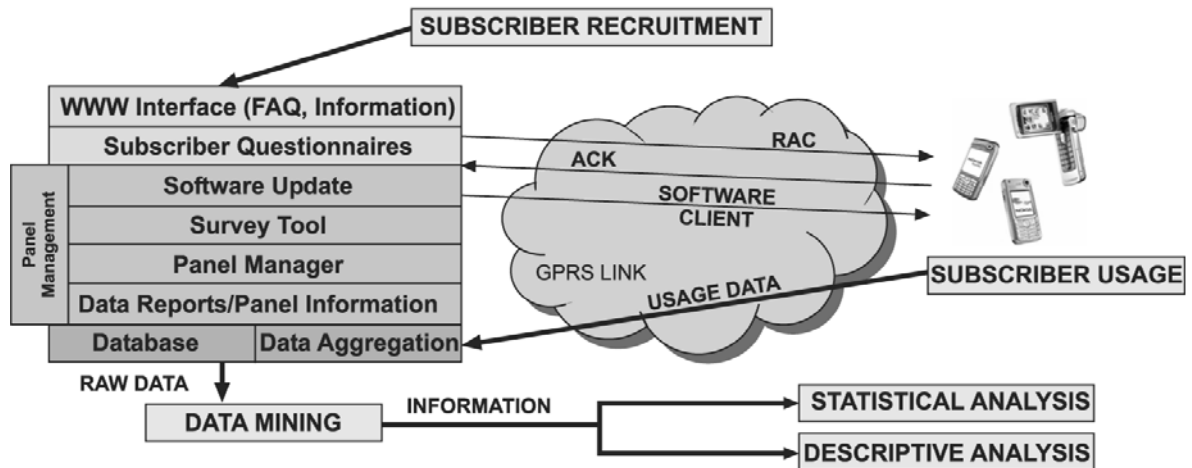 SUBSCRIBER RECRUITMENT
WWW Interface (FAQ, Information)
Subscriber Questionnaires
Software Update
Survey Tool
Panel Manager
Data Reports/Panel Information
Panel
Management
Database
Data Aggregation
RAC
ACK
SOFTWARE
CLIENT
GPRS LINK
USAGE DATA
SUBSCRIBER USAGE
RAW DATA
DATA MINING
INFORMATION
STATISTICAL ANALYSIS
DESCRIPTIVE ANALYSIS